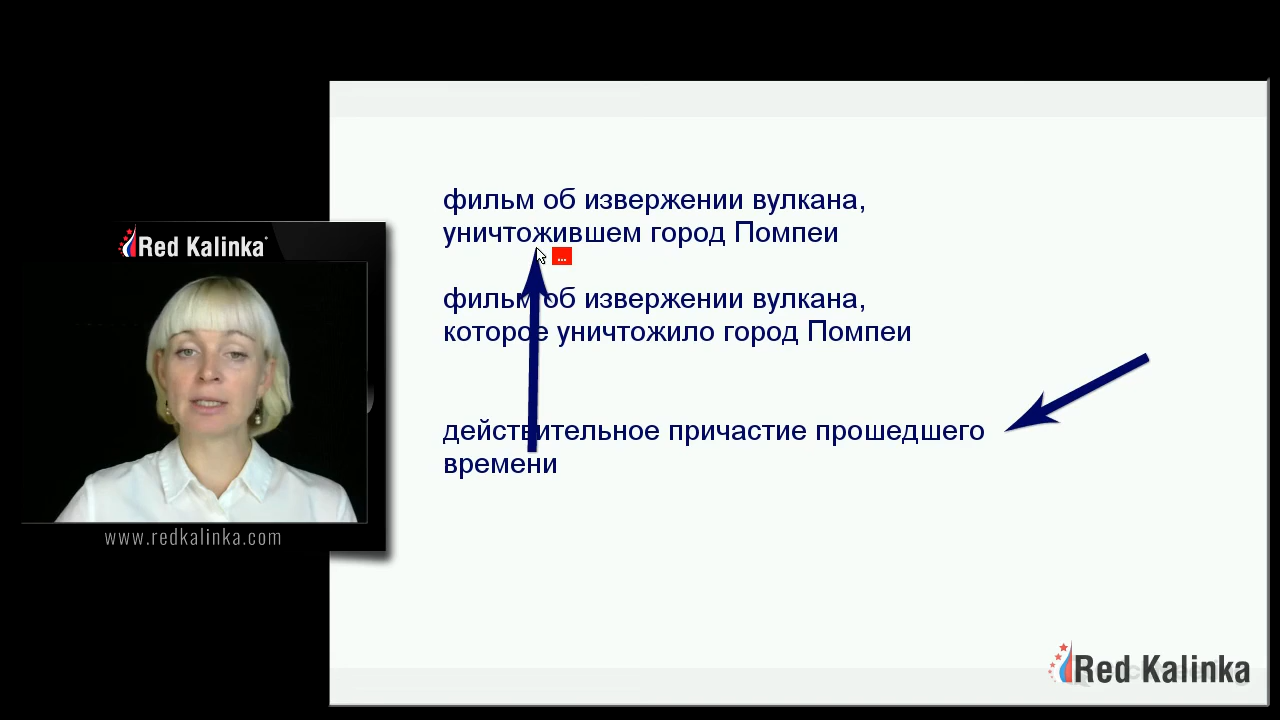 фильм об извержении вулкана,
уничтожившем город Помпеи
...
фильм об извержении вулкана,
которое уничтожило город Помпеи
действительное причастие прошедшего
времени
Red Kalinka
www.redkalinka.com
Red Kalinka